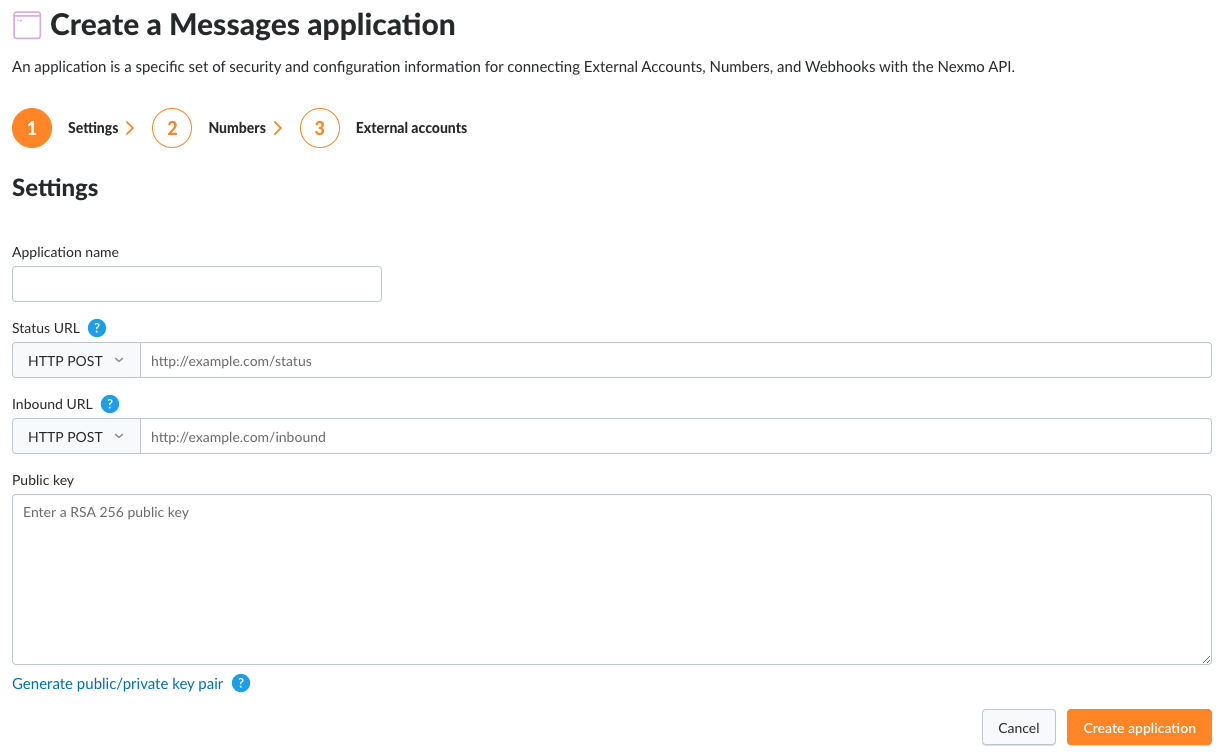 Create a Messages application
An application is a specific set of security and configuration information for connecting External Accounts, Numbers, and Webhooks with the Nexmo API.
1 Settings 2 Numbers 3 External accounts
Settings
Application name
Status URL ?
HTTP POST http://example.com/status
Inbound URL ?
HTTP POST http://example.com/inbound
Public key
Enter a RSA 256 public key
Generate public/private key pair ?
Cancel Create application